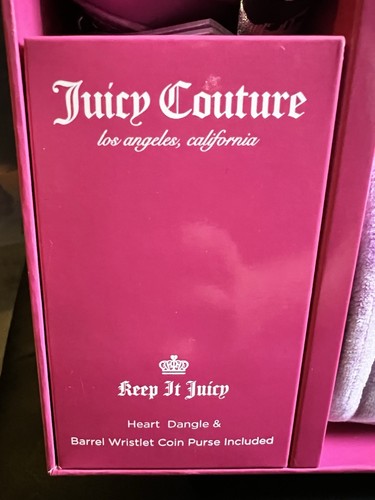 Juicy Couture
los angeles, california
Keep It Juicy
Heart Dangle &
Barrel Wristlet Coin Purse Included